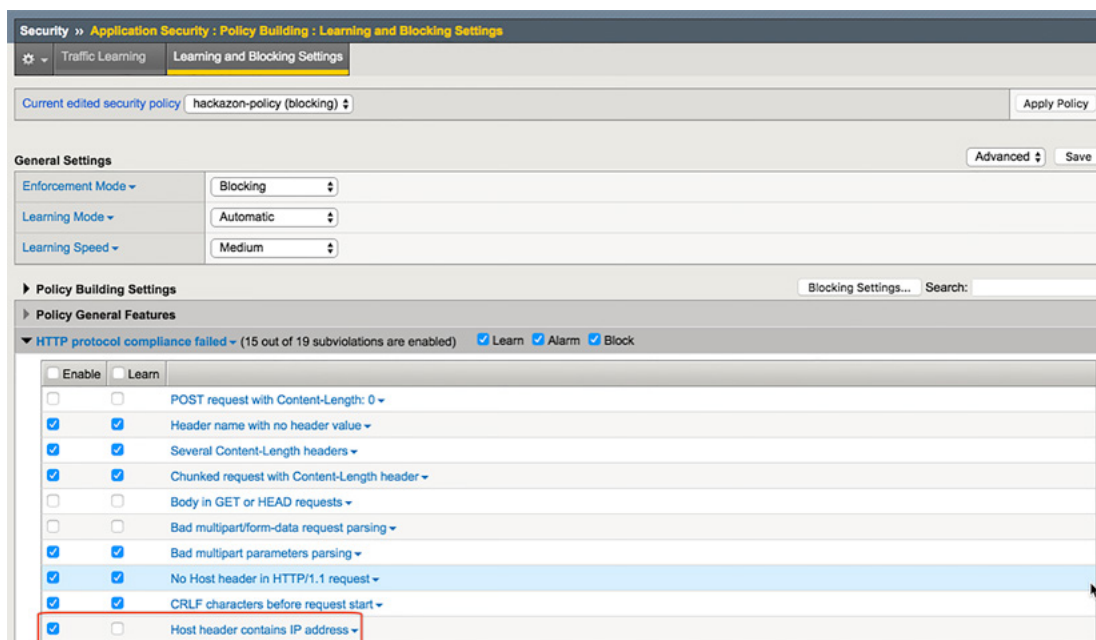 Security » Application Security : Policy Building : Learning and Blocking Settings
Traffic Learning Learning and Blocking Settings
Current edited security policy hackazon-policy (blocking) Apply Policy
General Settings Advanced Save
Enforcement Mode Blocking
Learning Mode Automatic
Learning Speed Medium
Policy Building Settings Blocking Settings... Search:
Policy General Features
HTTP protocol compliance failed (15 out of 19 subviolations are enabled) Learn Alarm Block
Enable Learn
POST request with Content-Length: 0
Header name with no header value
Several Content-Length headers
Chunked request with Content-Length header
Body in GET or HEAD requests
Bad multipart/form-data request parsing
Bad multipart parameters parsing
No Host header in HTTP/1.1 request
CRLF characters before request start
Host header contains IP address